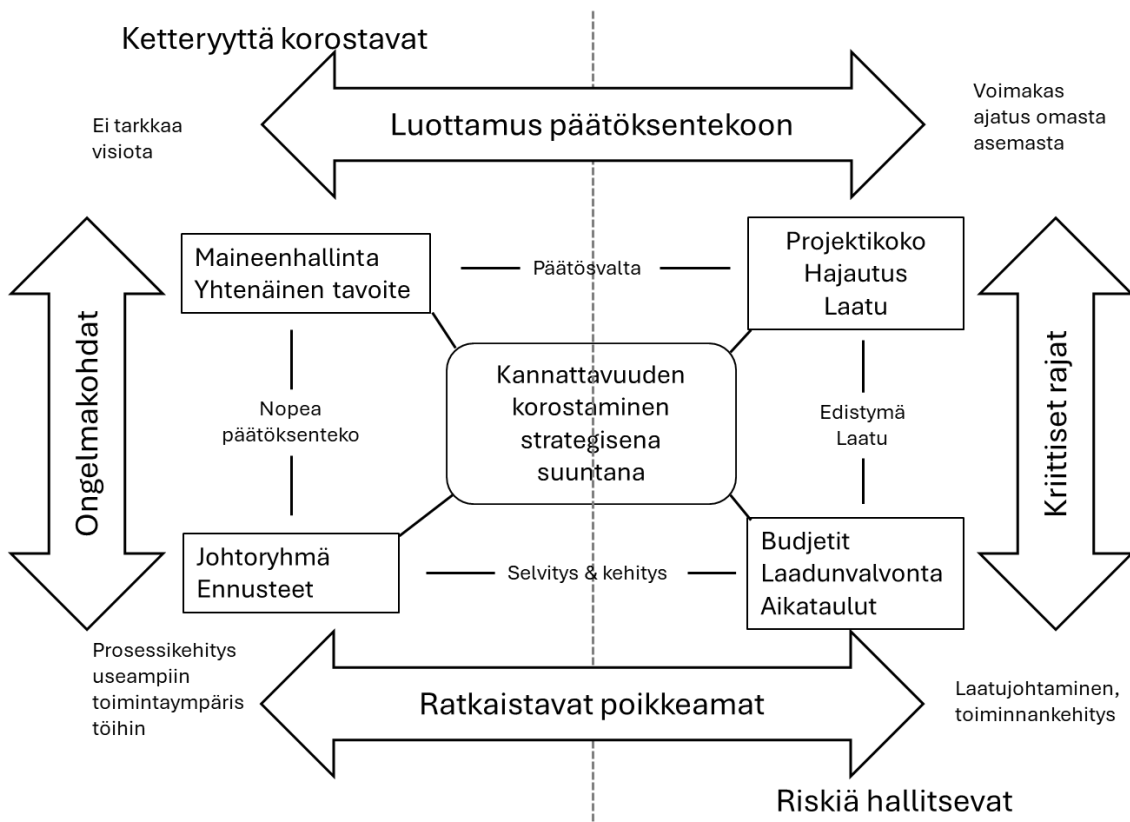 Ketteryyttä korostavat
Luottamus päätöksentekoon
Ei tarkkaa
visiota
Voimakas
ajatus omasta
asemasta
Maineenhallinta
Yhtenäinen tavoite
Päätösvalta
Projektikoko
Hajautus
Laatu
Ongelmakohdat
Nopea
päätöksenteko
Kannattavuuden
korostaminen
strategisena
suuntana
Edistymä
Laatu
Kriittiset rajat
Johtoryhmä
Ennusteet
Selvitys & kehitys
Budjetit
Laadunvalvonta
Aikataulut
Prosessikehitys
useampiin
toimintaympäris
töihin
Ratkaistavat poikkeamat
Laatujohtaminen,
toiminnankehitys
Riskiä hallitsevat